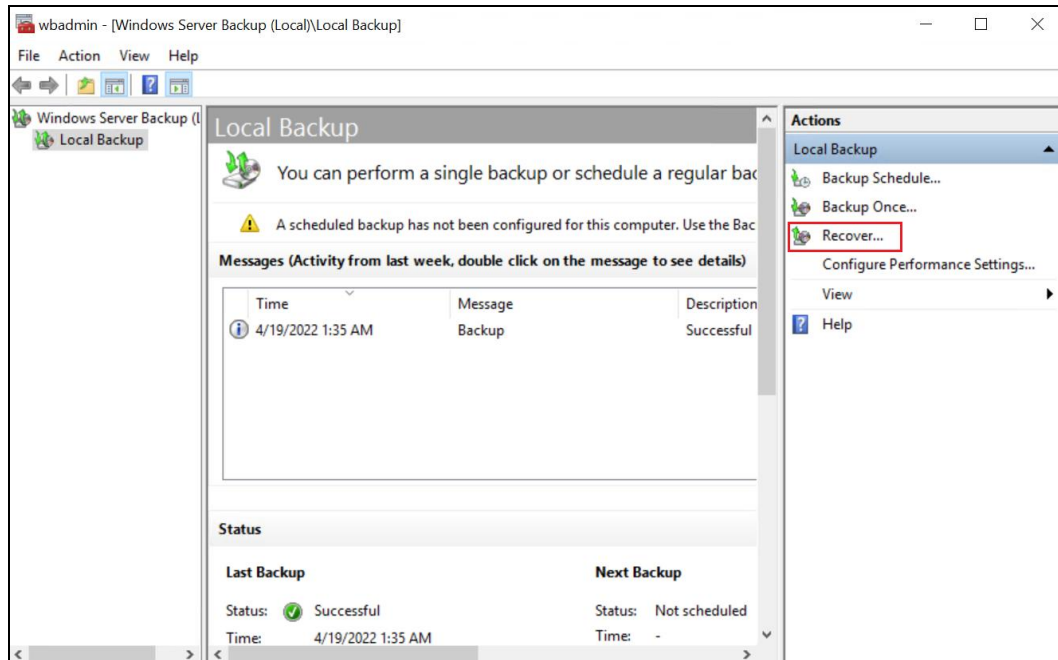 wbadmin - [Windows Server Backup (Local)\Local Backup]
File Action View Help
Windows Server Backup (L
Local Backup
Local Backup
You can perform a single backup or schedule a regular bac
A scheduled backup has not been configured for this computer. Use the Bac
Messages (Activity from last week, double click on the message to see details)
Time Message Description
4/19/2022 1:35 AM Backup Successful
Status
Last Backup Next Backup
Status: Successful Status: Not scheduled
Time: 4/19/2022 1:35 AM Time: -
Actions
Local Backup
Backup Schedule...
Backup Once...
Recover...
Configure Performance Settings...
View
Help